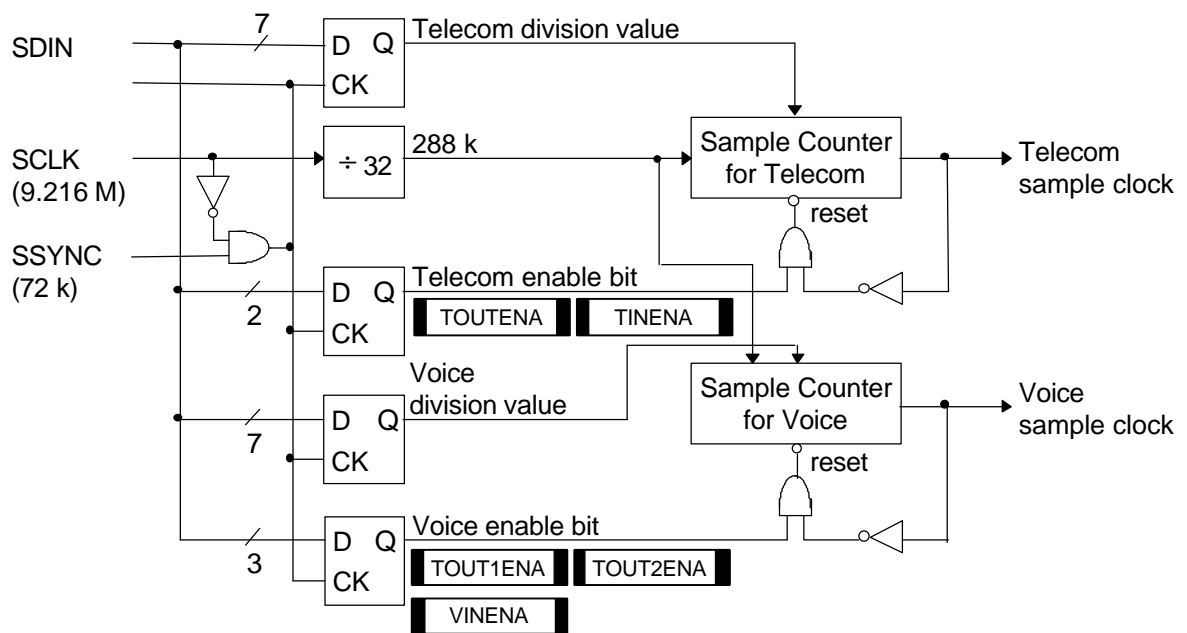 SDIN
7
D Q
CK
Telecom division value
SCLK
(9.216 M)
÷ 32
288 k
Sample Counter
for Telecom
reset
Telecom
sample clock
SSYNC
(72 k)
2
D Q
CK
Telecom enable bit
TOUTENA
TINENA
7
D Q
CK
Voice
division value
Sample Counter
for Voice
reset
Voice
sample clock
3
D Q
CK
Voice enable bit
TOUT1ENA
TOUT2ENA
VINENA